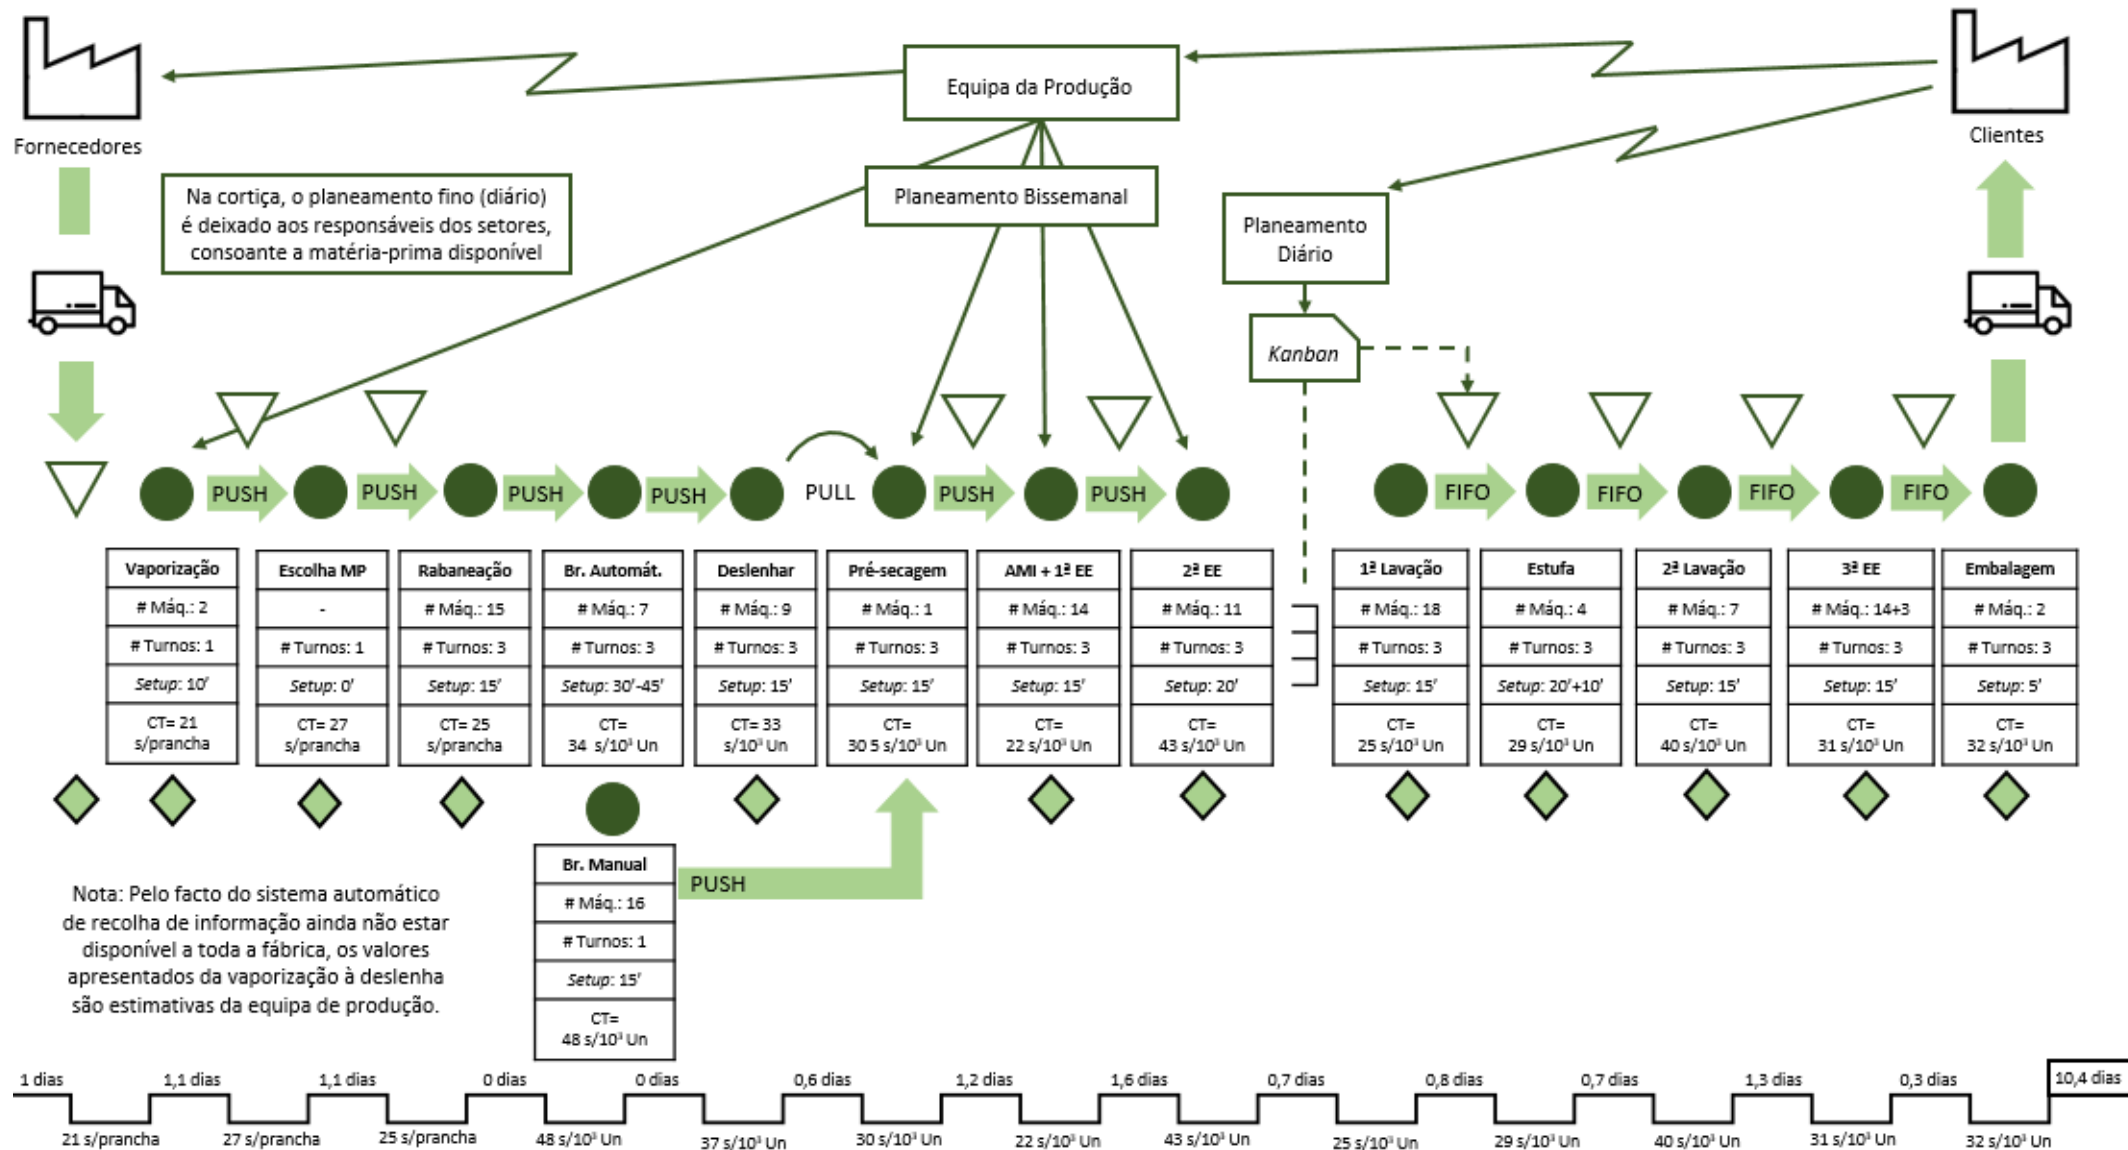 Equipa da Produção
Fornecedores
Clientes
Na cortiça, o planeamento fino (diário)
é deixado aos responsáveis dos setores,
consoante a matéria-prima disponível
Planeamento Bissemanal
Planeamento
Diário
Kanban
PUSH
PUSH
PUSH
PUSH
PULL
PUSH
PUSH
FIFO
FIFO
FIFO
FIFO
Vaporização
# Máq.: 2
# Turnos: 1
Setup: 10'
CT= 21
s/prancha
Escolha MP
-
# Turnos: 1
Setup: 0'
CT= 27
s/prancha
Rabaneação
# Máq.: 15
# Turnos: 3
Setup: 15'
CT= 25
s/prancha
Br. Automát.
# Máq.: 7
# Turnos: 3
Setup: 30'-45'
CT=
34 s/10³ Un
Deslenhar
# Máq.: 9
# Turnos: 3
Setup: 15'
CT= 33
s/10³ Un
Pré-secagem
# Máq.: 1
# Turnos: 3
Setup: 15'
CT=
30 5 s/10³ Un
AMI + 1ª EE
# Máq.: 14
# Turnos: 3
Setup: 15'
CT=
22 s/10³ Un
2ª EE
# Máq.: 11
# Turnos: 3
Setup: 20'
CT=
43 s/10³ Un
1ª Lavação
# Máq.: 18
# Turnos: 3
Setup: 15'
CT=
25 s/10³ Un
Estufa
# Máq.: 4
# Turnos: 3
Setup: 20'+10'
CT=
29 s/10³ Un
2ª Lavação
# Máq.: 7
# Turnos: 3
Setup: 15'
CT=
40 s/10³ Un
3ª EE
# Máq.: 14+3
# Turnos: 3
Setup: 15'
CT=
31 s/10³ Un
Embalagem
# Máq.: 2
# Turnos: 3
Setup: 5'
CT=
32 s/10³ Un
Br. Manual
# Máq.: 16
# Turnos: 1
Setup: 15'
CT=
48 s/10³ Un
PUSH
Nota: Pelo facto do sistema automático
de recolha de informação ainda não estar
disponível a toda a fábrica, os valores
apresentados da vaporização à deslenha
são estimativas da equipa de produção.
1 dias 1,1 dias 1,1 dias 0 dias 0 dias 0,6 dias 1,2 dias 1,6 dias 0,7 dias 0,8 dias 0,7 dias 1,3 dias 0,3 dias 10,4 dias
21 s/prancha 27 s/prancha 25 s/prancha 48 s/10³ Un 37 s/10³ Un 30 s/10³ Un 22 s/10³ Un 43 s/10³ Un 25 s/10³ Un 29 s/10³ Un 40 s/10³ Un 31 s/10³ Un 32 s/10³ Un